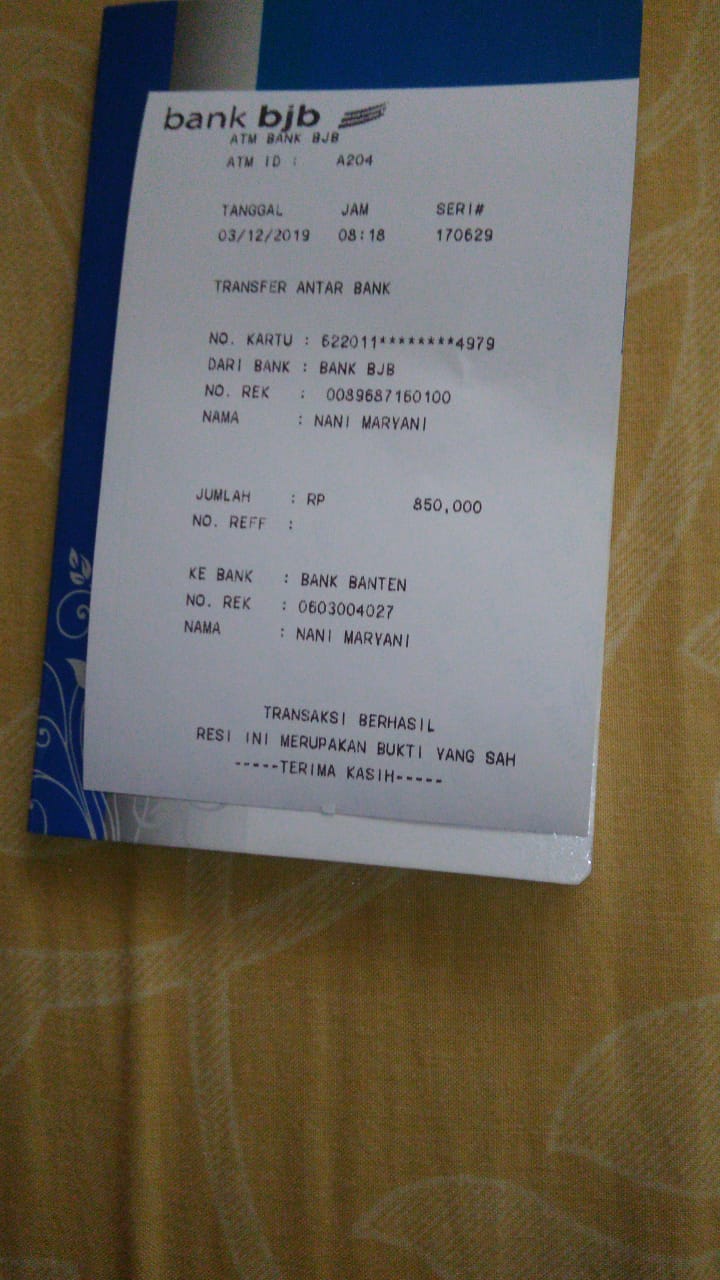 bank bjb
ATM BANK BJB
ATM ID : A204
TANGGAL JAM SERI#
03/12/2019 08:18 170629
TRANSFER ANTAR BANK
NO. KARTU : 622011********4979
DARI BANK : BANK BJB
NO. REK : 0089687160100
NAMA : NANI MARYANI
JUMLAH : RP 850,000
NO. REFF :
KE BANK : BANK BANTEN
NO. REK : 0603004027
NAMA : NANI MARYANI
TRANSAKSI BERHASIL
RESI INI MERUPAKAN BUKTI YANG SAH
-----TERIMA KASIH-----